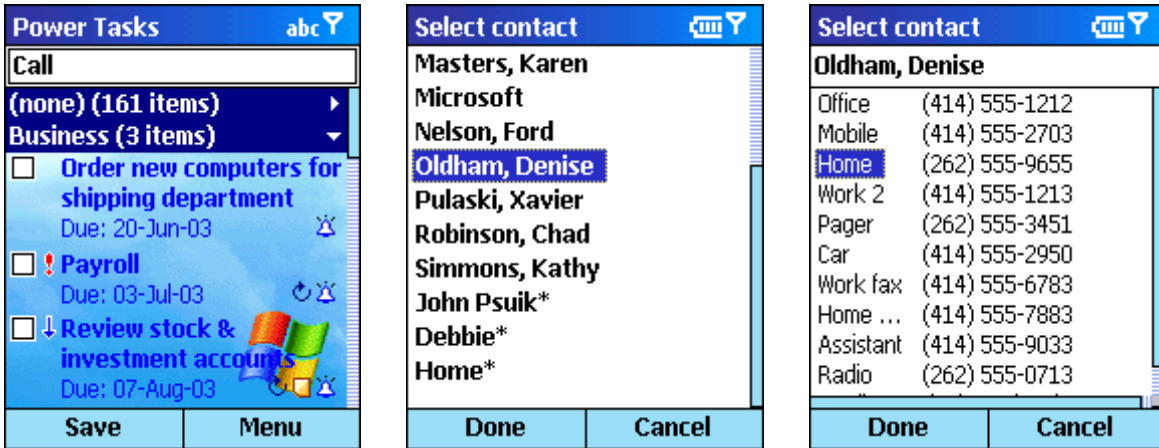 Power Tasks abc
Call
(none) (161 items)
Business (3 items)
Order new computers for
shipping department
Due: 20-Jun-03
Payroll
Due: 03-Jul-03
Review stock &
investment accounts
Due: 07-Aug-03
Save Menu
Select contact
Masters, Karen
Microsoft
Nelson, Ford
Oldham, Denise
Pulaski, Xavier
Robinson, Chad
Simmons, Kathy
John Psuik*
Debbie*
Home*
Done Cancel
Select contact
Oldham, Denise
Office (414) 555-1212
Mobile (414) 555-2703
Home (262) 555-9655
Work 2 (414) 555-1213
Pager (262) 555-3451
Car (414) 555-2950
Work fax (414) 555-6783
Home ... (414) 555-7883
Assistant (414) 555-9033
Radio (262) 555-0713
Done Cancel